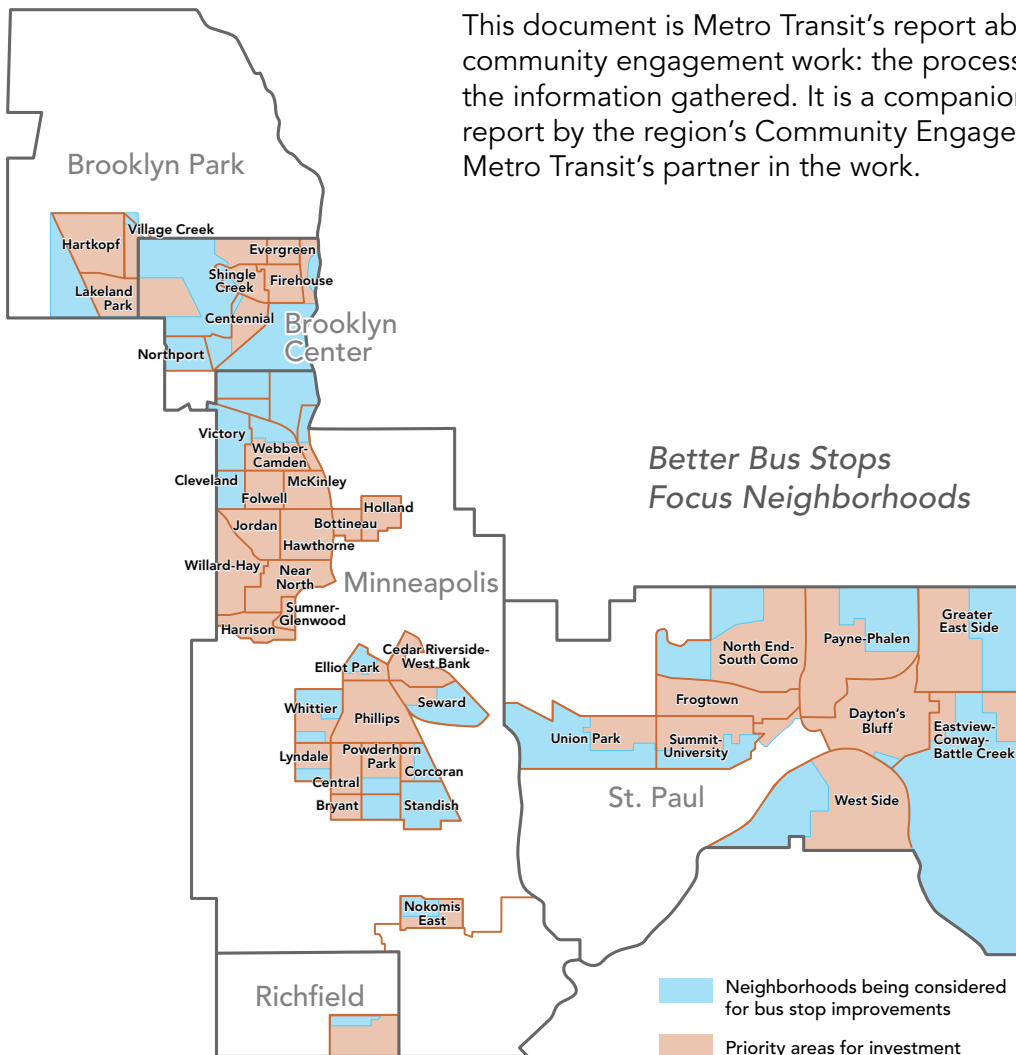 This document is Metro Transit’s report ab
community engagement work: the process
the information gathered. It is a companion
report by the region’s Community Engage
Metro Transit’s partner in the work.
Brooklyn Park
Village Creek
Hartkopf
Evergreen
Shingle
Creek
Firehouse
Lakeland
Park
Centennial
Brooklyn
Center
Northport
Victory
Webber-
Camden
Cleveland
McKinley
Folwell
Holland
Bottineau
Jordan
Hawthorne
Willard-Hay
Near
North
Minneapolis
Sumner-
Glenwood
Harrison
Better Bus Stops
Focus Neighborhoods
Cedar Riverside-
West Bank
Elliot Park
Seward
Whittier
Phillips
Lyndale
Powderhorn
Park
Corcoran
Central
Bryant
Standish
Greater
East Side
Payne-Phalen
North End-
South Como
Frogtown
Dayton’s
Bluff
Eastview-
Conway-
Battle Creek
Union Park
Summit-
University
St. Paul
West Side
Nokomis
East
Richfield
Neighborhoods being considered
for bus stop improvements
Priority areas for investment